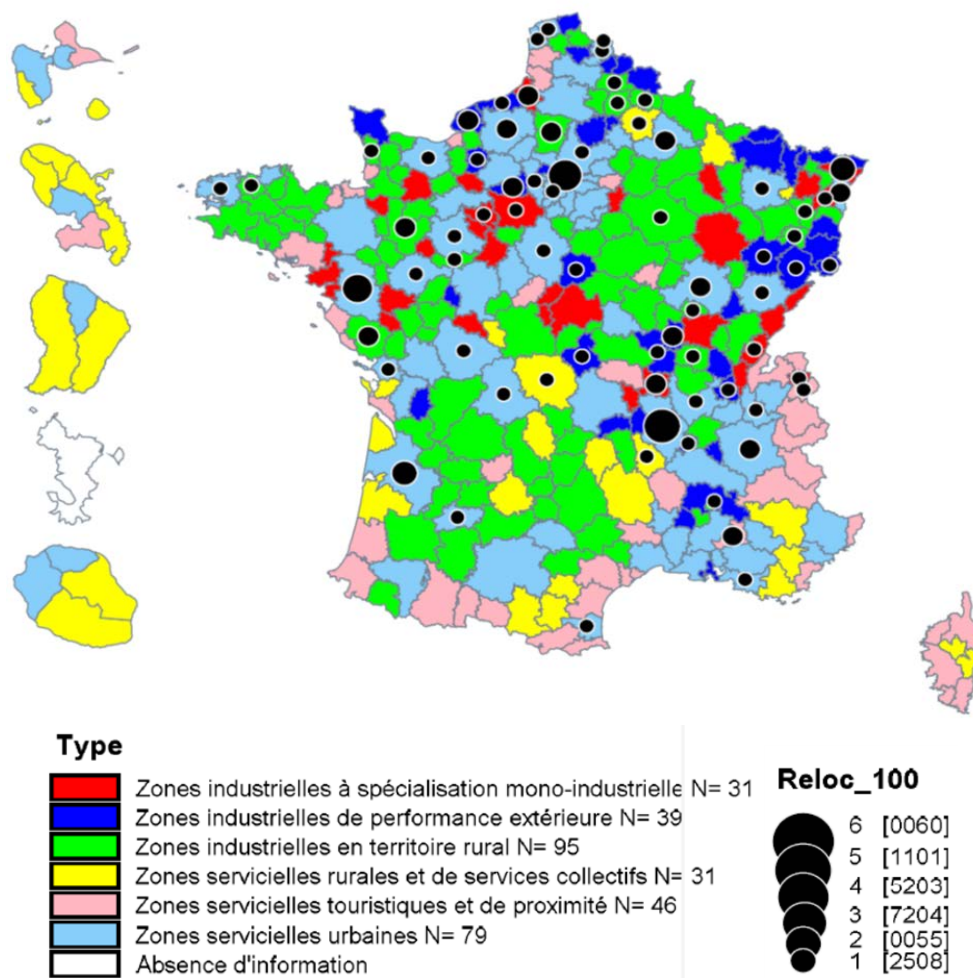 Type
Zones industrielles à spécialisation mono-industrielle N= 31
Zones industrielles de performance extérieure N= 39
Zones industrielles en territoire rural N= 95
Zones servicielles rurales et de services collectifs N= 31
Zones servicielles touristiques et de proximité N= 46
Zones servicielles urbaines N= 79
Absence d'information
Reloc_100
6 [0060]
5 [1101]
4 [5203]
3 [7204]
2 [0055]
1 [2508]